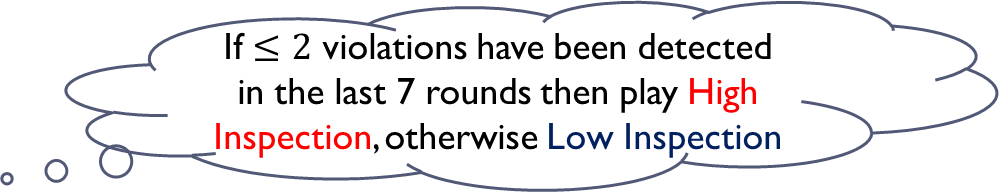 If ≤ 2 violations have been detected
in the last 7 rounds then play High
Inspection, otherwise Low Inspection